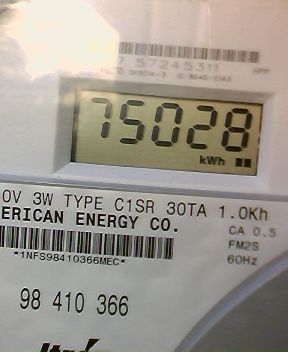 57245311
75028
kWh
0V 3W TYPE C1SR 30TA 1.0Kh
ERICAN ENERGY CO.
CA 0.5
FM2S
60Hz
*1NFS98410366MEC*
98 410 366